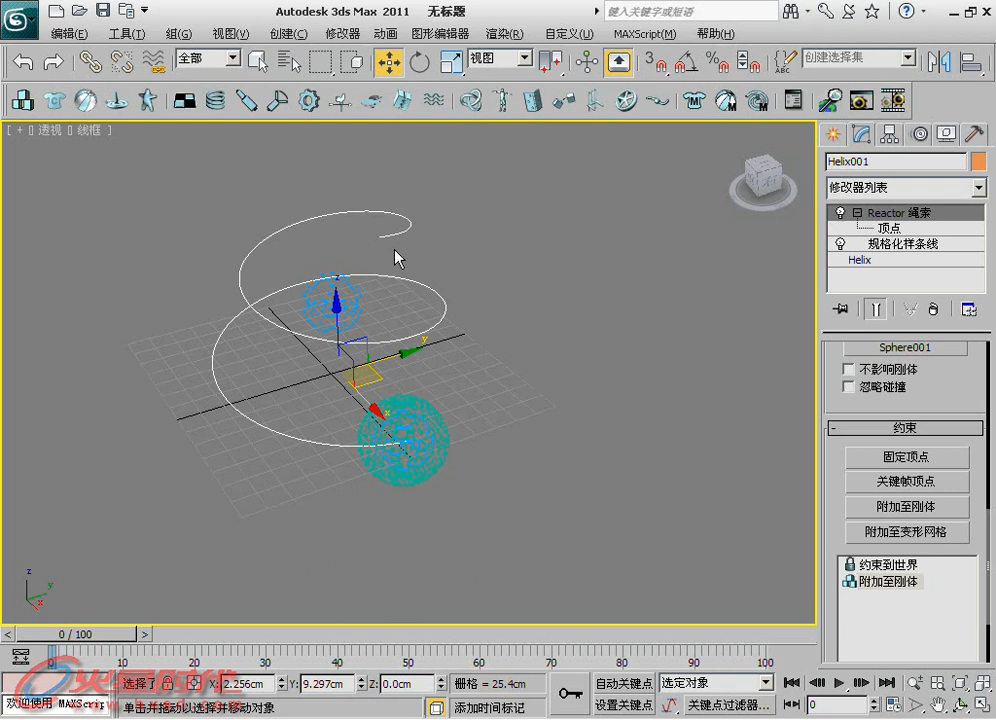 Autodesk 3ds Max 2011 无标题
键入关键字或短语
编辑(E) 工具(T) 组(G) 视图(V) 创建(C) 修改器 动画 图形编辑器 渲染(R) 自定义(U) MAXScript(M) 帮助(H)
全部 视图 3 创建选择集
[ + [] 透视 [] 线框 ]
Helix001
修改器列表
Reactor 绳索
顶点
规格化样条线
Helix
Sphere001
不影响刚体
忽略碰撞
- 约束
固定顶点
关键帧顶点
附加至刚体
附加至变形网格
约束到世界
附加至刚体
z
y
x
y
x
< 0 / 100 >
0 10 20 30 40 50 60 70 80 90 100
选择了 X: 2.256cm Y: 9.297cm Z: 0.0cm 栅格 = 25.4cm 自动关键点 选定对象
欢迎使用 MAXScrip 单击并拖动以选择并移动对象 添加时间标记 设置关键点 关键点过滤器... 0